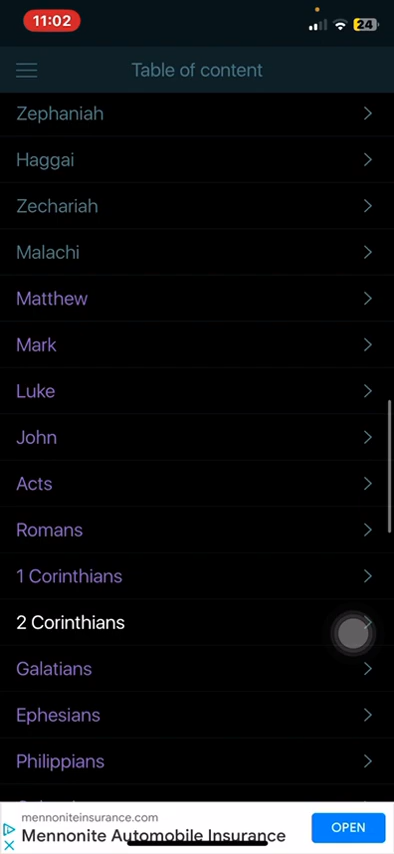 11:02
24
Table of content
Zephaniah
Haggai
Zechariah
Malachi
Matthew
Mark
Luke
John
Acts
Romans
1 Corinthians
2 Corinthians
Galatians
Ephesians
Philippians
mennoniteinsurance.com
Mennonite Automobile Insurance
OPEN